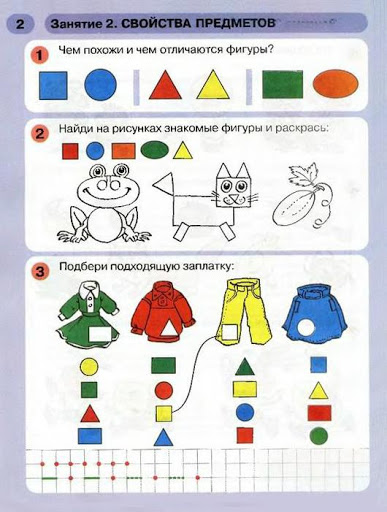 2 Занятие 2. СВОЙСТВА ПРЕДМЕТОВ
1 Чем похожи и чем отличаются фигуры?
2 Найди на рисунках знакомые фигуры и раскрась:
3 Подбери подходящую заплатку: